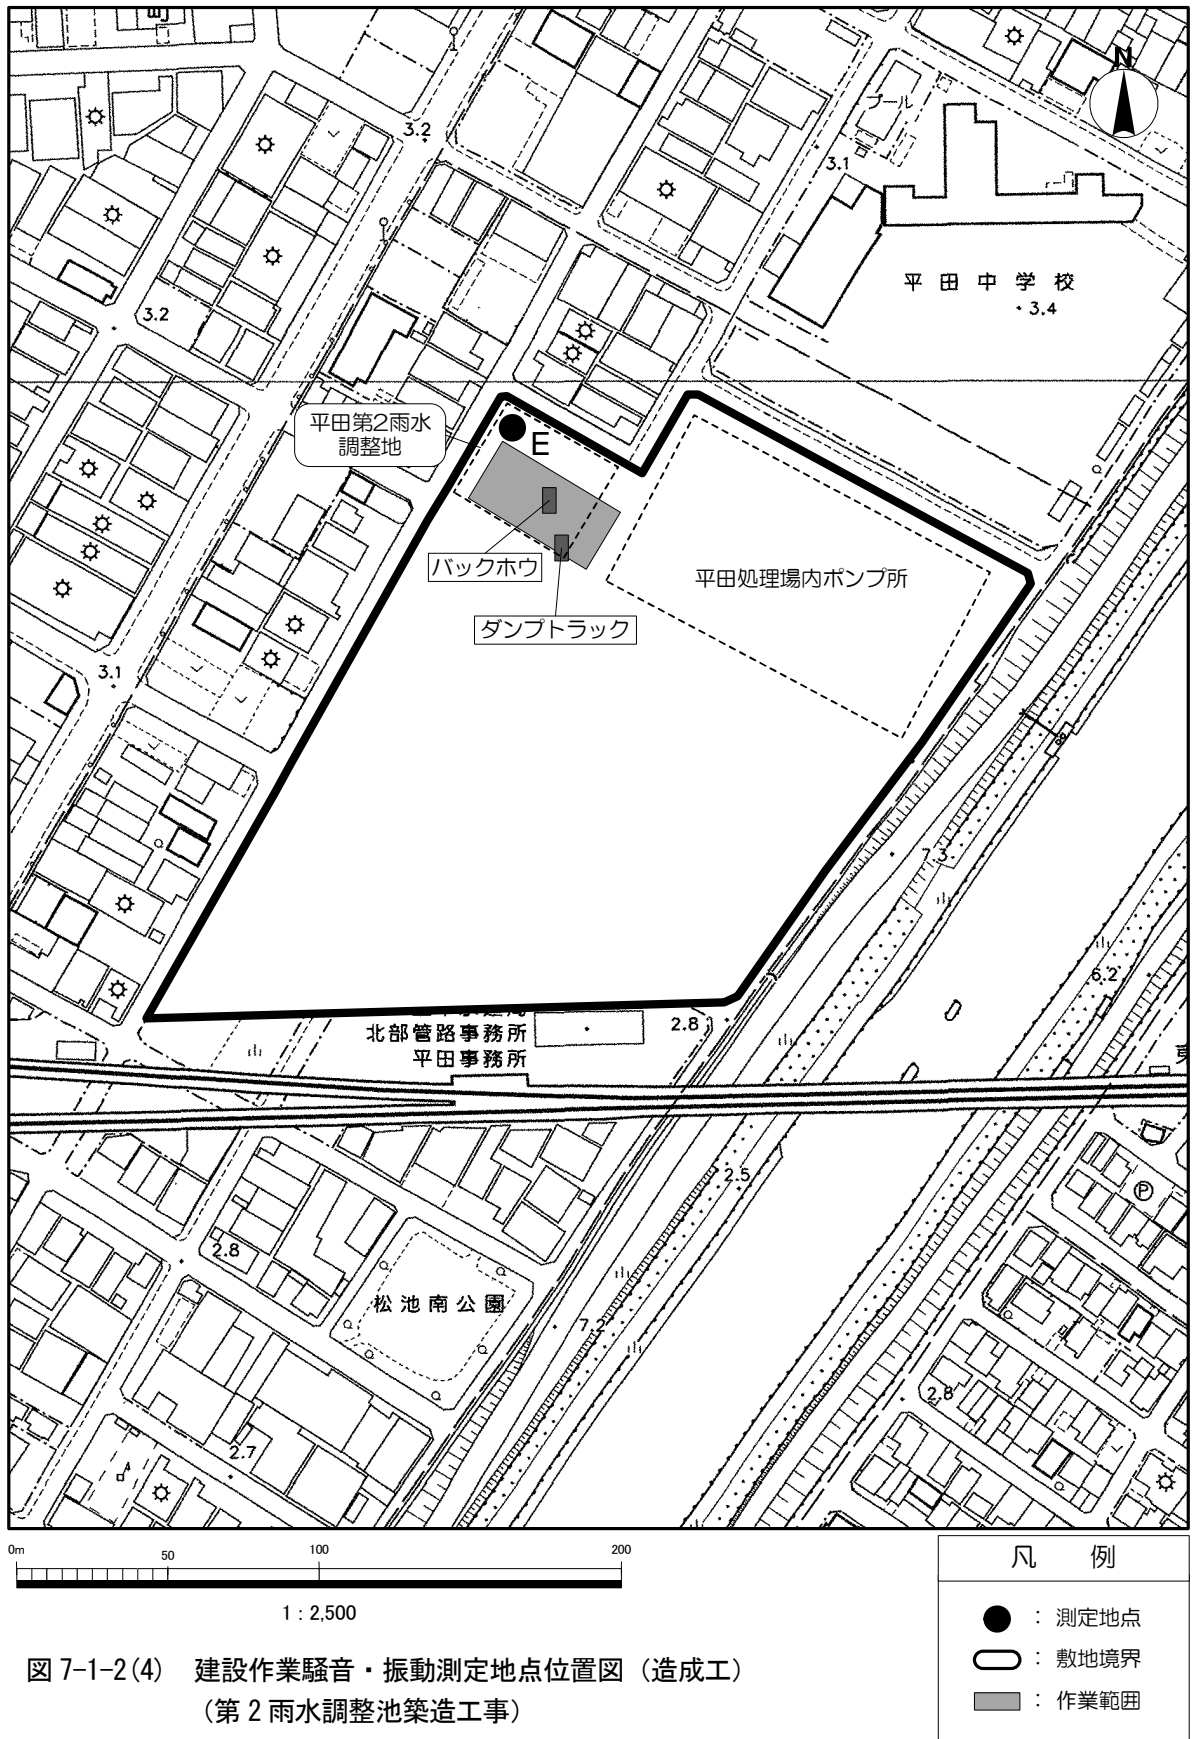 N
プール
3.2
3.1
平田中学校
3.4
3.2
平田第2雨水
調整地
E
バックホウ
平田処理場内ポンプ所
ダンプトラック
3.1
7.3
6.2
北部管路事務所
平田事務所
2.8
2.5
P
2.8
松池南公園
7.2
2.8
2.7
0m 50 100 200
1:2,500
凡 例
： 測定地点
： 敷地境界
： 作業範囲
図 7-1-2(4) 建設作業騒音・振動測定地点位置図（造成工）
（第2雨水調整池築造工事）